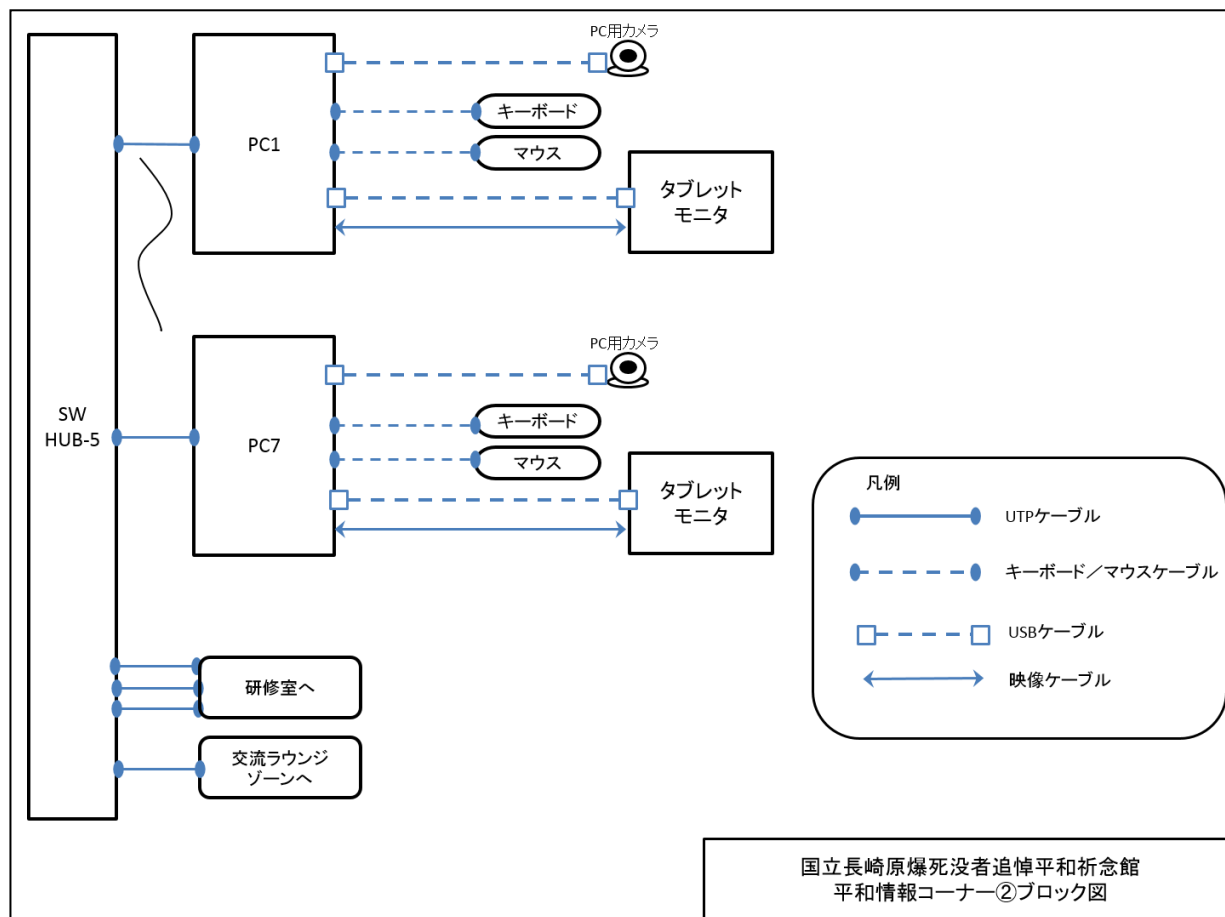 PC用カメラ
PC1
キーボード
マウス
タブレット
モニタ
SW
HUB-5
PC用カメラ
PC7
キーボード
マウス
タブレット
モニタ
凡例
UTPケーブル
キーボード／マウスケーブル
USBケーブル
映像ケーブル
研修室へ
交流ラウンジ
ゾーンへ
国立長崎原爆死没者追悼平和祈念館
平和情報コーナー②ブロック図